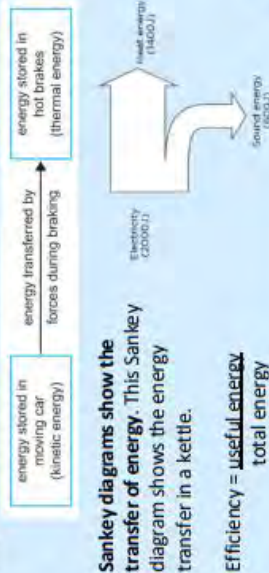 energy stored in
moving car
(kinetic energy)
energy transferred by
forces during braking
energy stored in
hot brakes
(thermal energy)
Sankey diagrams show the
transfer of energy. This Sankey
diagram shows the energy
transfer in a kettle.
Electricity
(2000J)
Heat energy
(1400J)
Sound energy
(600J)
Efficiency = useful energy
total energy